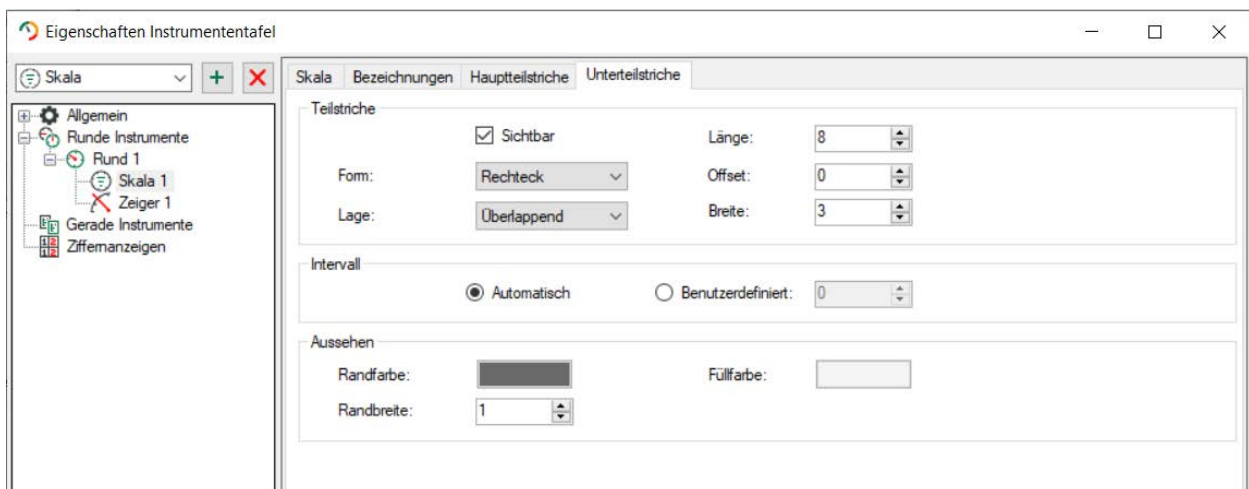 Eigenschaften Instrumententafel
Skala
Allgemein
Runde Instrumente
Rund 1
Skala 1
Zeiger 1
Gerade Instrumente
Ziffernanzeigen
Skala Bezeichnungen Hauptteilstriche Unterteilstriche
Teilstriche
Sichtbar Länge: 8
Form: Rechteck Offset: 0
Lage: Überlappend Breite: 3
Intervall
Automatisch Benutzerdefiniert: 0
Aussehen
Randfarbe: Füllfarbe:
Randbreite: 1